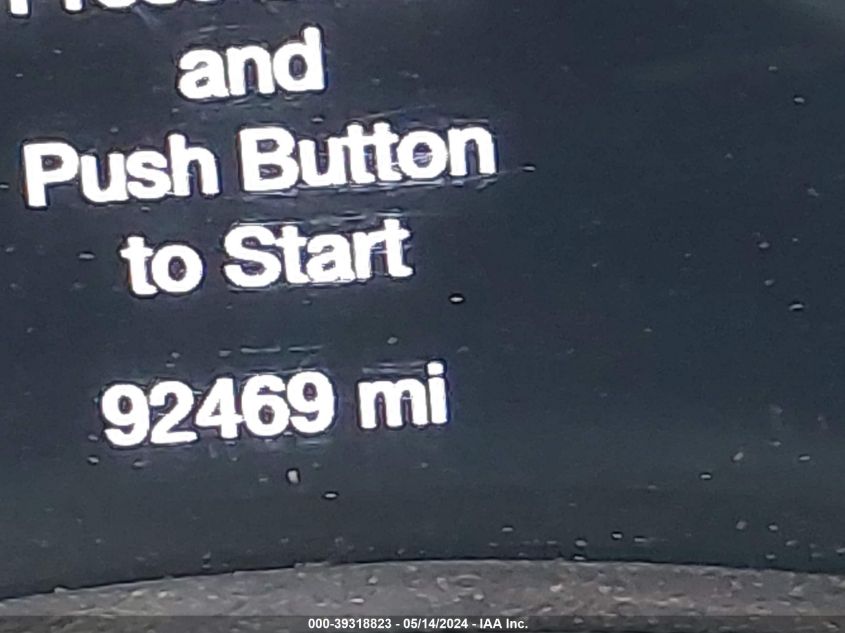 and
Push Button
to Start
92469 mi
000-39318823 - 05/14/2024 - IAA Inc.